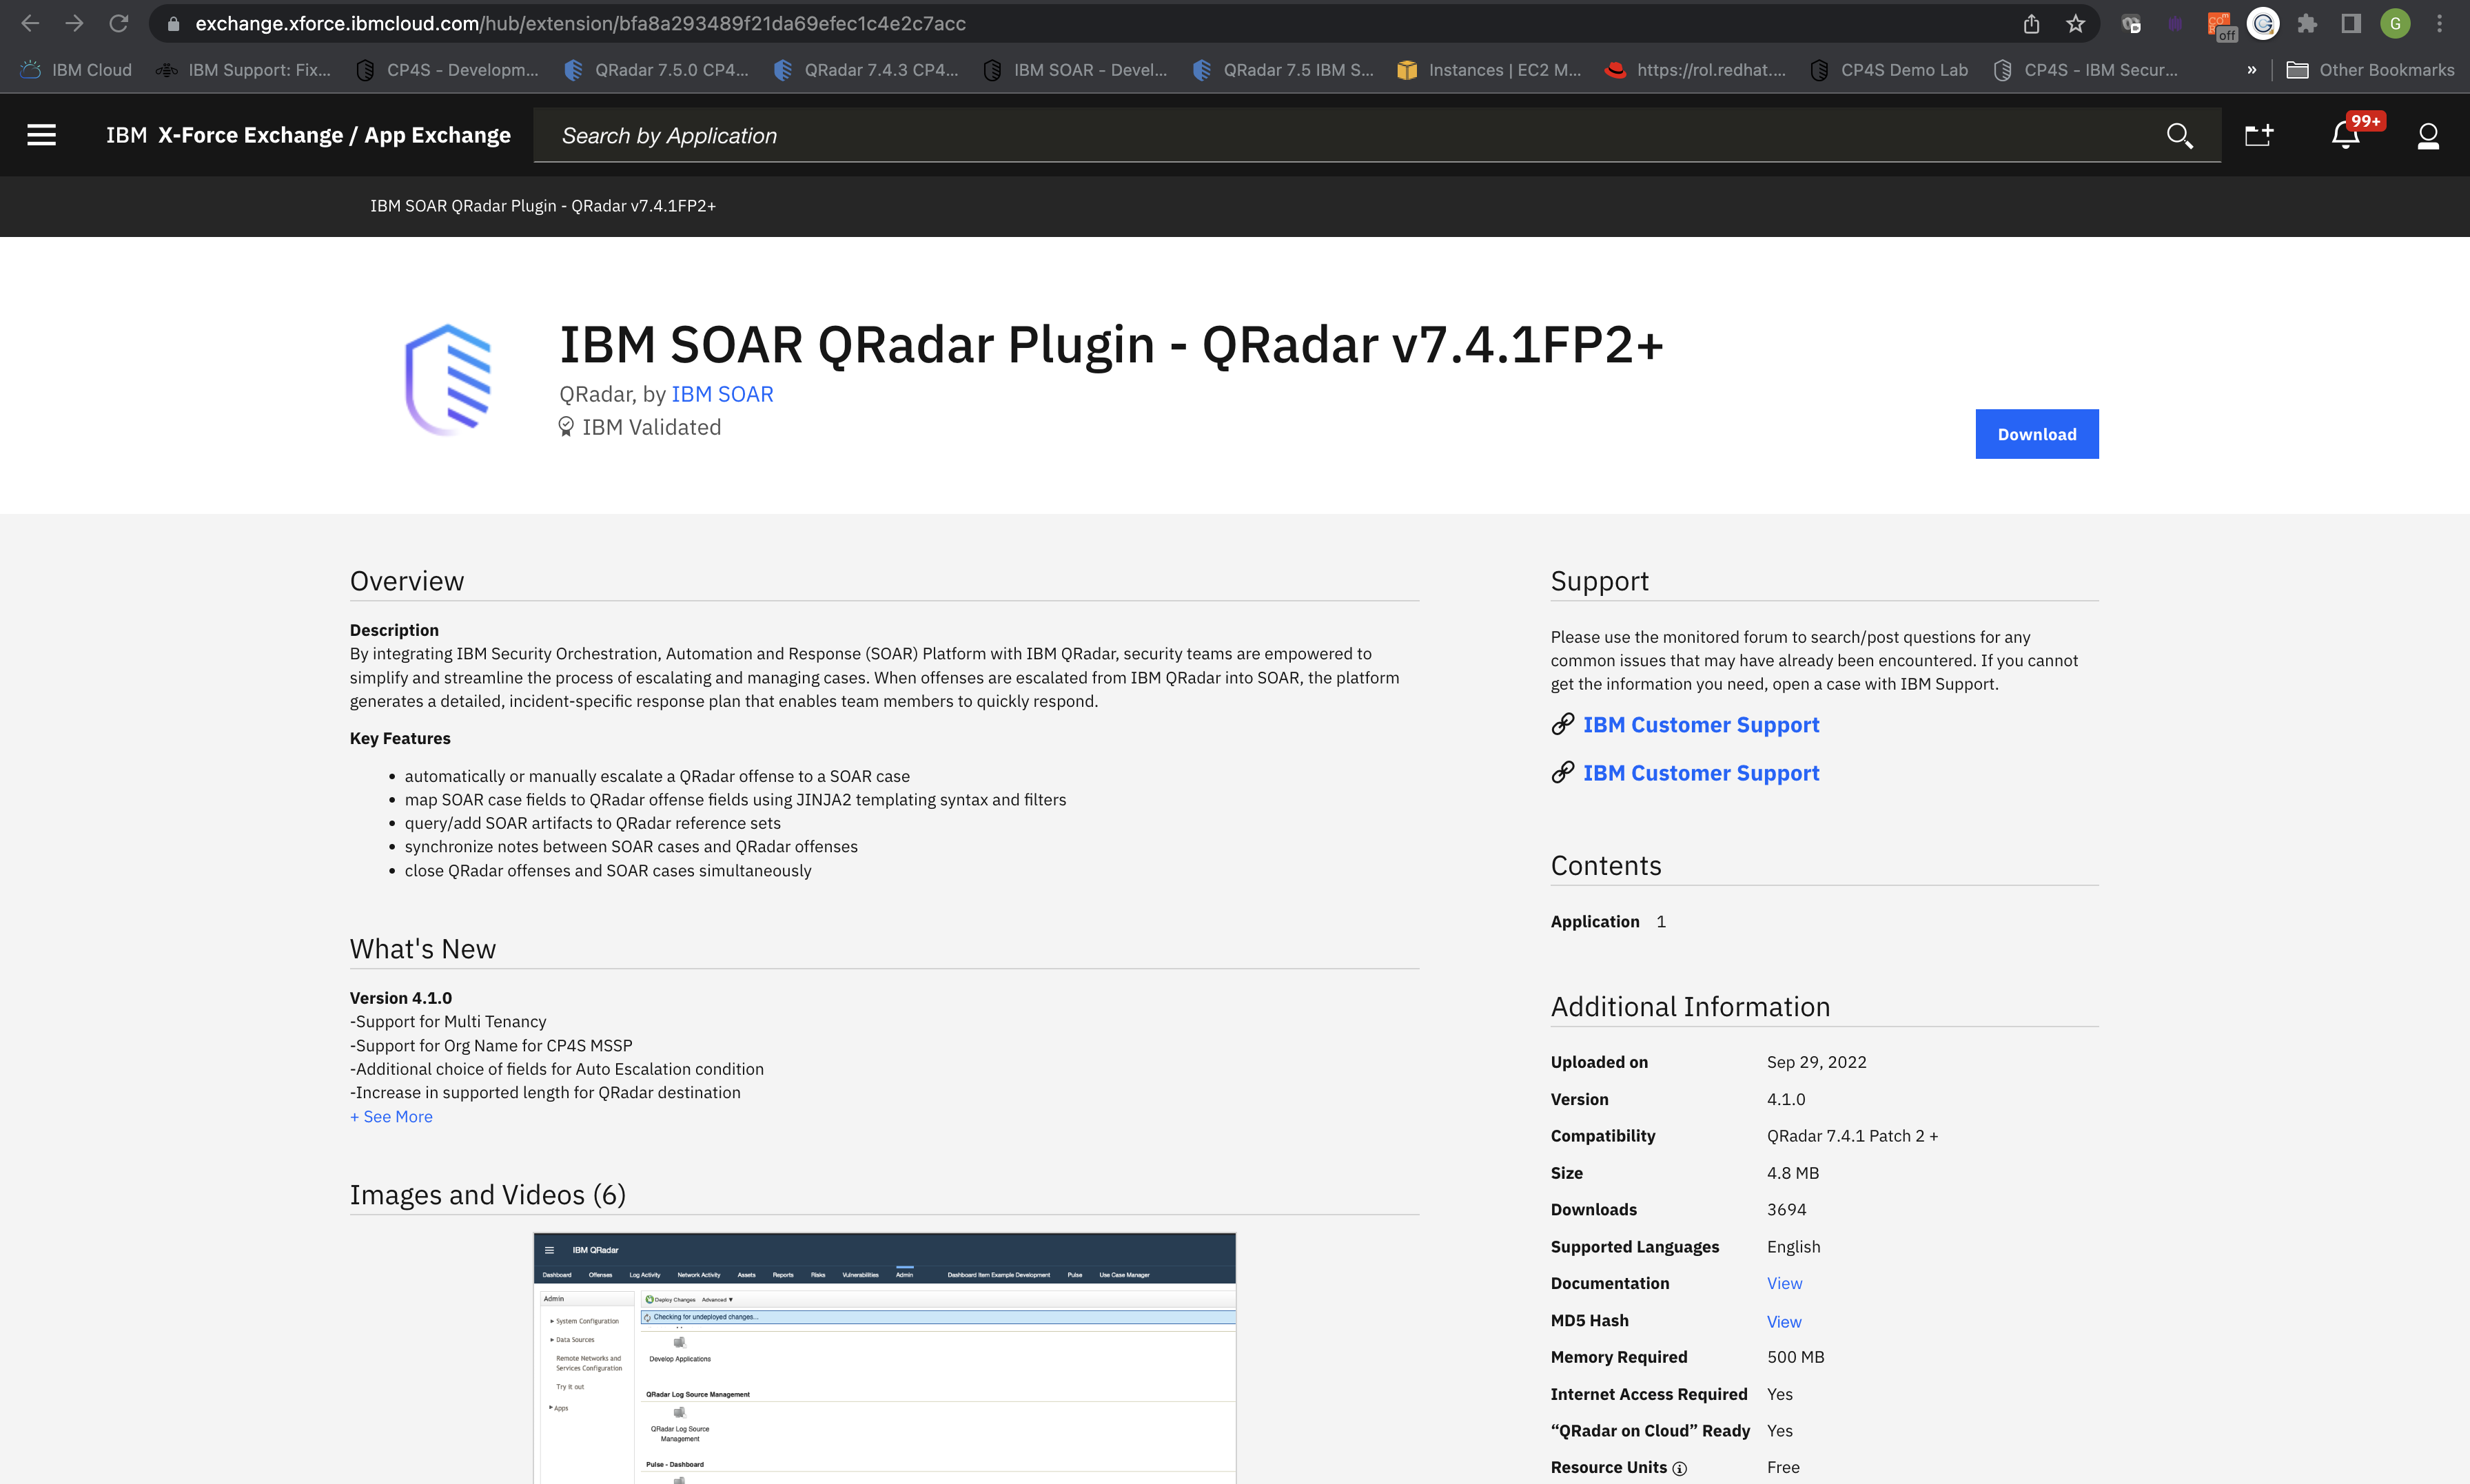 exchange.xforce.ibmcloud.com/hub/extension/bfa8a293489f21da69efec1c4e2c7acc
off
G
IBM Cloud
IBM Support: Fix...
CP4S - Developm...
QRadar 7.5.0 CP4...
QRadar 7.4.3 CP4...
IBM SOAR - Devel...
QRadar 7.5 IBM S...
Instances | EC2 M...
https://rol.redhat....
CP4S Demo Lab
CP4S - IBM Secur...
»
Other Bookmarks
IBM X-Force Exchange / App Exchange
Search by Application
99+
IBM SOAR QRadar Plugin - QRadar v7.4.1FP2+
IBM SOAR QRadar Plugin - QRadar v7.4.1FP2+
QRadar, by IBM SOAR
IBM Validated
Download
Overview
Description
By integrating IBM Security Orchestration, Automation and Response (SOAR) Platform with IBM QRadar, security teams are empowered to
simplify and streamline the process of escalating and managing cases. When offenses are escalated from IBM QRadar into SOAR, the platform
generates a detailed, incident-specific response plan that enables team members to quickly respond.
Key Features
• automatically or manually escalate a QRadar offense to a SOAR case
• map SOAR case fields to QRadar offense fields using JINJA2 templating syntax and filters
• query/add SOAR artifacts to QRadar reference sets
• synchronize notes between SOAR cases and QRadar offenses
• close QRadar offenses and SOAR cases simultaneously
What's New
Version 4.1.0
-Support for Multi Tenancy
-Support for Org Name for CP4S MSSP
-Additional choice of fields for Auto Escalation condition
-Increase in supported length for QRadar destination
+ See More
Images and Videos (6)
IBM QRadar
Dashboard Offenses Log Activity Network Activity Assets Reports Risks Vulnerabilities Admin Dashboard Item Example Development Pulse Use Case Manager
Admin
System Configuration
Data Sources
Remote Networks and
Services Configuration
Try it out
Apps
Deploy Changes Advanced ▼
Checking for undeployed changes...
Develop Applications
QRadar Log Source Management
QRadar Log Source
Management
Pulse - Dashboard
Support
Please use the monitored forum to search/post questions for any
common issues that may have already been encountered. If you cannot
get the information you need, open a case with IBM Support.
IBM Customer Support
IBM Customer Support
Contents
Application 1
Additional Information
Uploaded on Sep 29, 2022
Version 4.1.0
Compatibility QRadar 7.4.1 Patch 2 +
Size 4.8 MB
Downloads 3694
Supported Languages English
Documentation View
MD5 Hash View
Memory Required 500 MB
Internet Access Required Yes
“QRadar on Cloud” Ready Yes
Resource Units Free